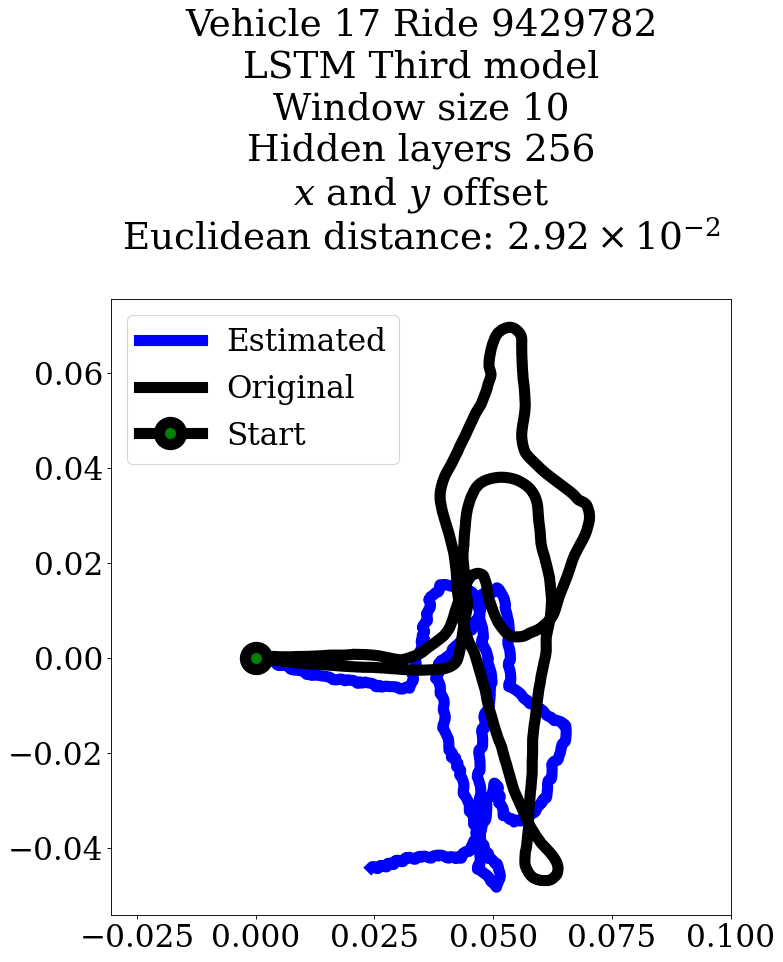 Vehicle 17 Ride 9429782
LSTM Third model
Window size 10
Hidden layers 256
x and y offset
Euclidean distance: 2.92 × 10⁻²
Estimated
Original
Start
0.06
0.04
0.02
0.00
−0.02
−0.04
−0.025 0.000 0.025 0.050 0.075 0.100